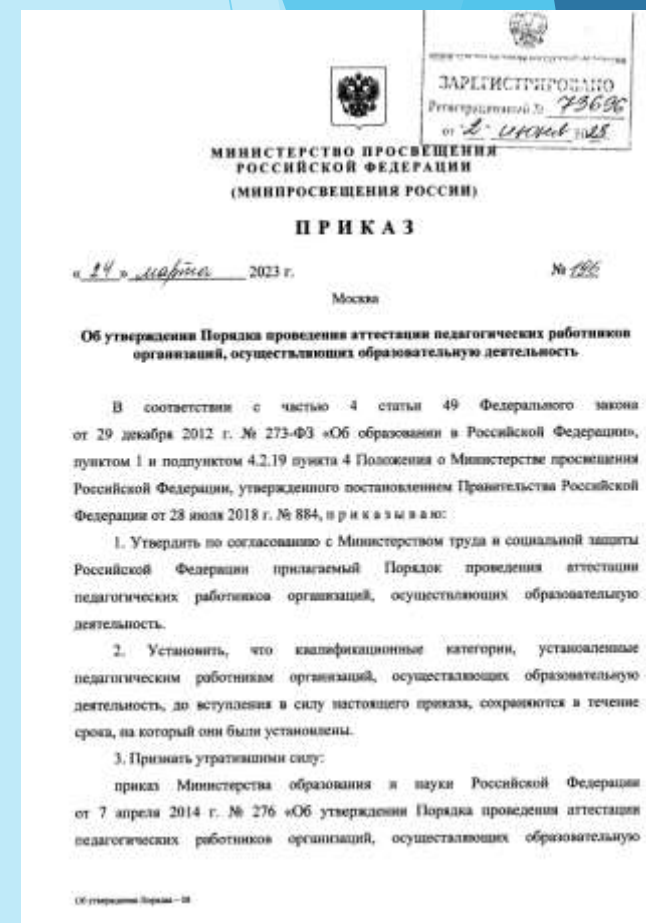 ЗАРЕГИСТРИРОВАНО
Регистрационный № 73696
от "2" июня 2023
МИНИСТЕРСТВО ПРОСВЕЩЕНИЯ
РОССИЙСКОЙ ФЕДЕРАЦИИ
(МИНПРОСВЕЩЕНИЯ РОССИИ)
ПРИКАЗ
« 24 » марта 2023 г.
№ 196
Москва
Об утверждении Порядка проведения аттестации педагогических работников
организаций, осуществляющих образовательную деятельность
В соответствии с частью 4 статьи 49 Федерального закона
от 29 декабря 2012 г. № 273-ФЗ «Об образовании в Российской Федерации»,
пунктом 1 и подпунктом 4.2.19 пункта 4 Положения о Министерстве просвещения
Российской Федерации, утвержденного постановлением Правительства Российской
Федерации от 28 июля 2018 г. № 884, п р и к а з ы в а ю:
1. Утвердить по согласованию с Министерством труда и социальной защиты
Российской Федерации прилагаемый Порядок проведения аттестации
педагогических работников организаций, осуществляющих образовательную
деятельность.
2. Установить, что квалификационные категории, установленные
педагогическим работникам организаций, осуществляющих образовательную
деятельность, до вступления в силу настоящего приказа, сохраняются в течение
срока, на который они были установлены.
3. Признать утратившими силу:
приказ Министерства образования и науки Российской Федерации
от 7 апреля 2014 г. № 276 «Об утверждении Порядка проведения аттестации
педагогических работников организаций, осуществляющих образовательную
Об утверждении Порядка – 08